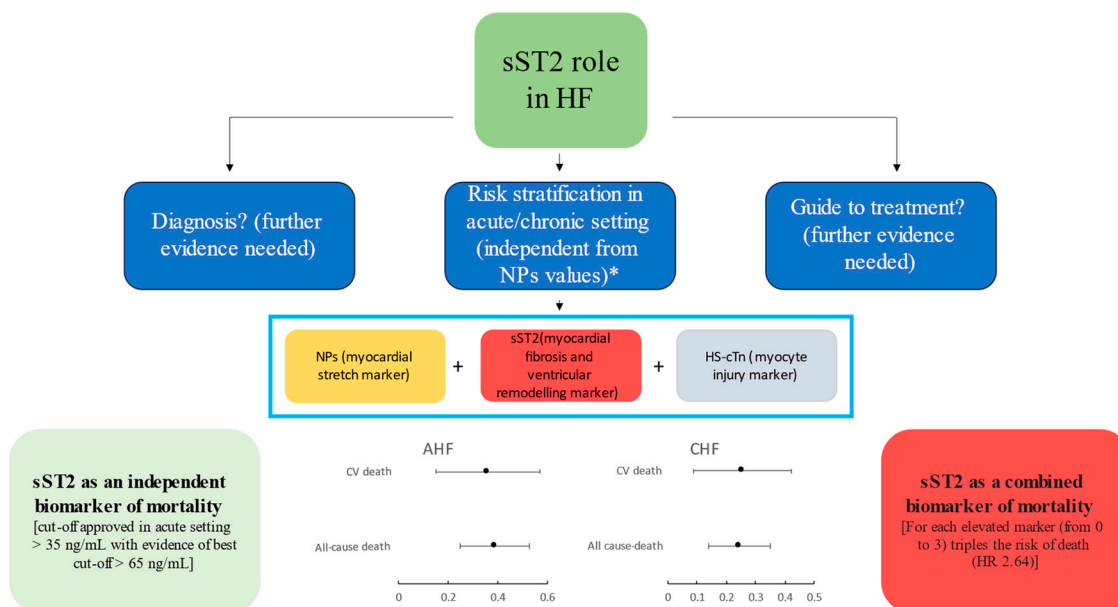 sST2 role
in HF
Diagnosis? (further
evidence needed)
Risk stratification in
acute/chronic setting
(independent from
NPs values)*
Guide to treatment?
(further evidence
needed)
NPs (myocardial
stretch marker)
+
sST2(myocardial
fibrosis and
ventricular
remodelling marker)
+
HS-cTn (myocyte
injury marker)
sST2 as an independent
biomarker of mortality
[cut-off approved in acute setting
> 35 ng/mL with evidence of best
cut-off > 65 ng/mL]
AHF
CV death
All-cause death
0 0.2 0.4 0.6
CHF
CV death
All cause-death
0 0.1 0.2 0.3 0.4 0.5
sST2 as a combined
biomarker of mortality
[For each elevated marker (from 0
to 3) triples the risk of death
(HR 2.64)]